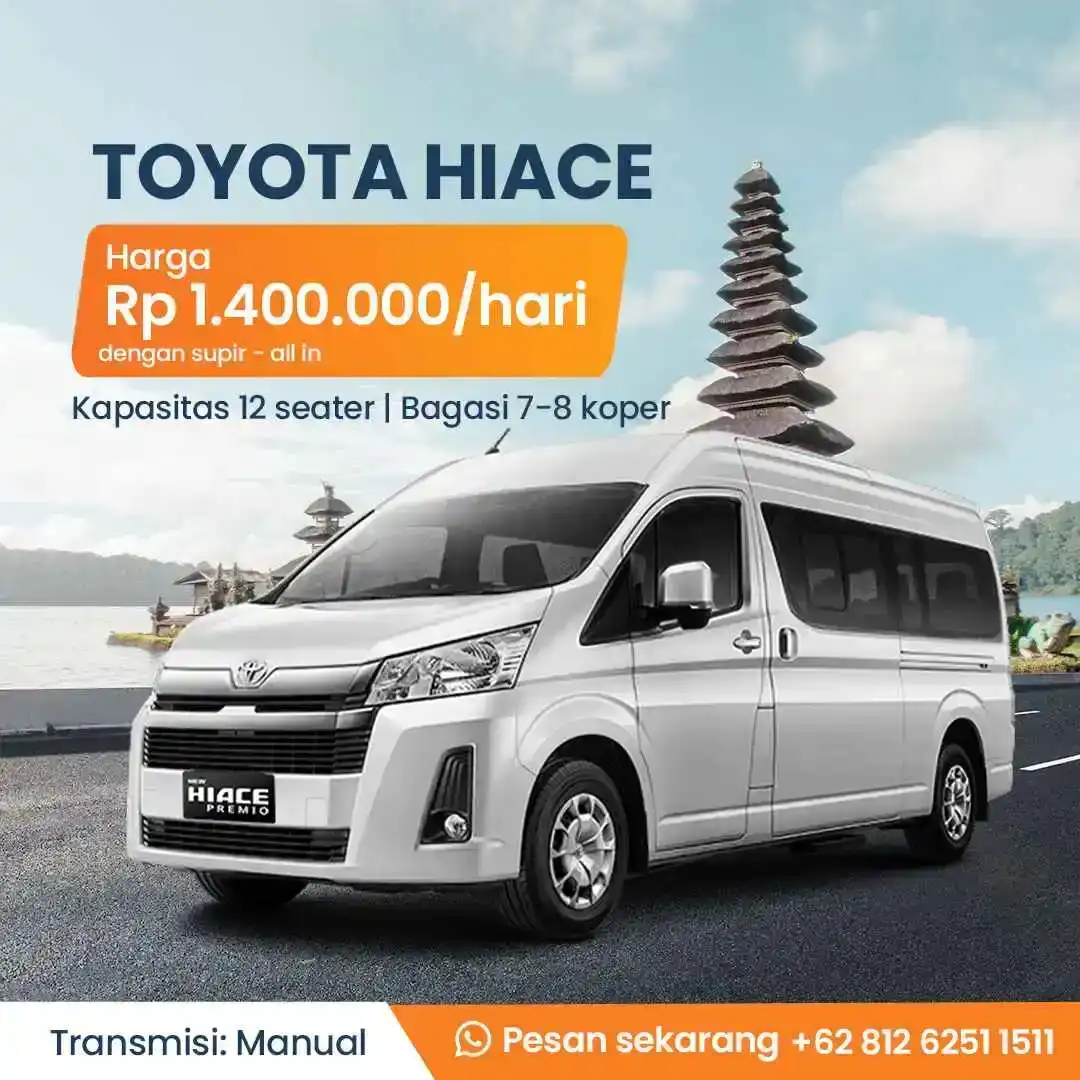 TOYOTA HIACE
Harga
Rp 1.400.000/hari
dengan supir - all in
Kapasitas 12 seater | Bagasi 7-8 koper
NEW
HIACE
PREMIO
Transmisi: Manual
Pesan sekarang +62 812 6251 1511